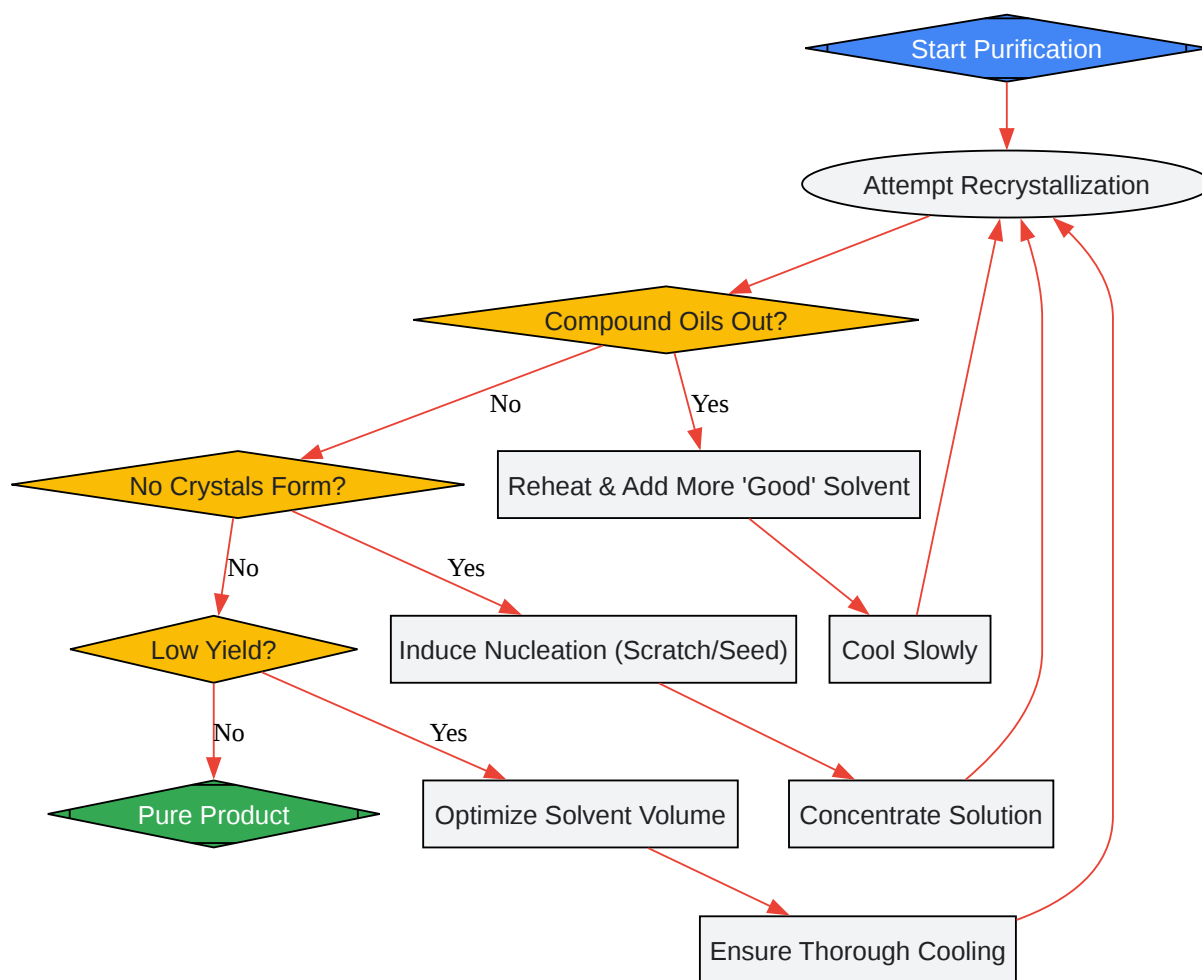 Start Purification
Attempt Recrystallization
Compound Oils Out?
No
Yes
No Crystals Form?
Reheat & Add More 'Good' Solvent
No
Yes
Low Yield?
Induce Nucleation (Scratch/Seed)
Cool Slowly
No
Yes
Pure Product
Optimize Solvent Volume
Concentrate Solution
Ensure Thorough Cooling